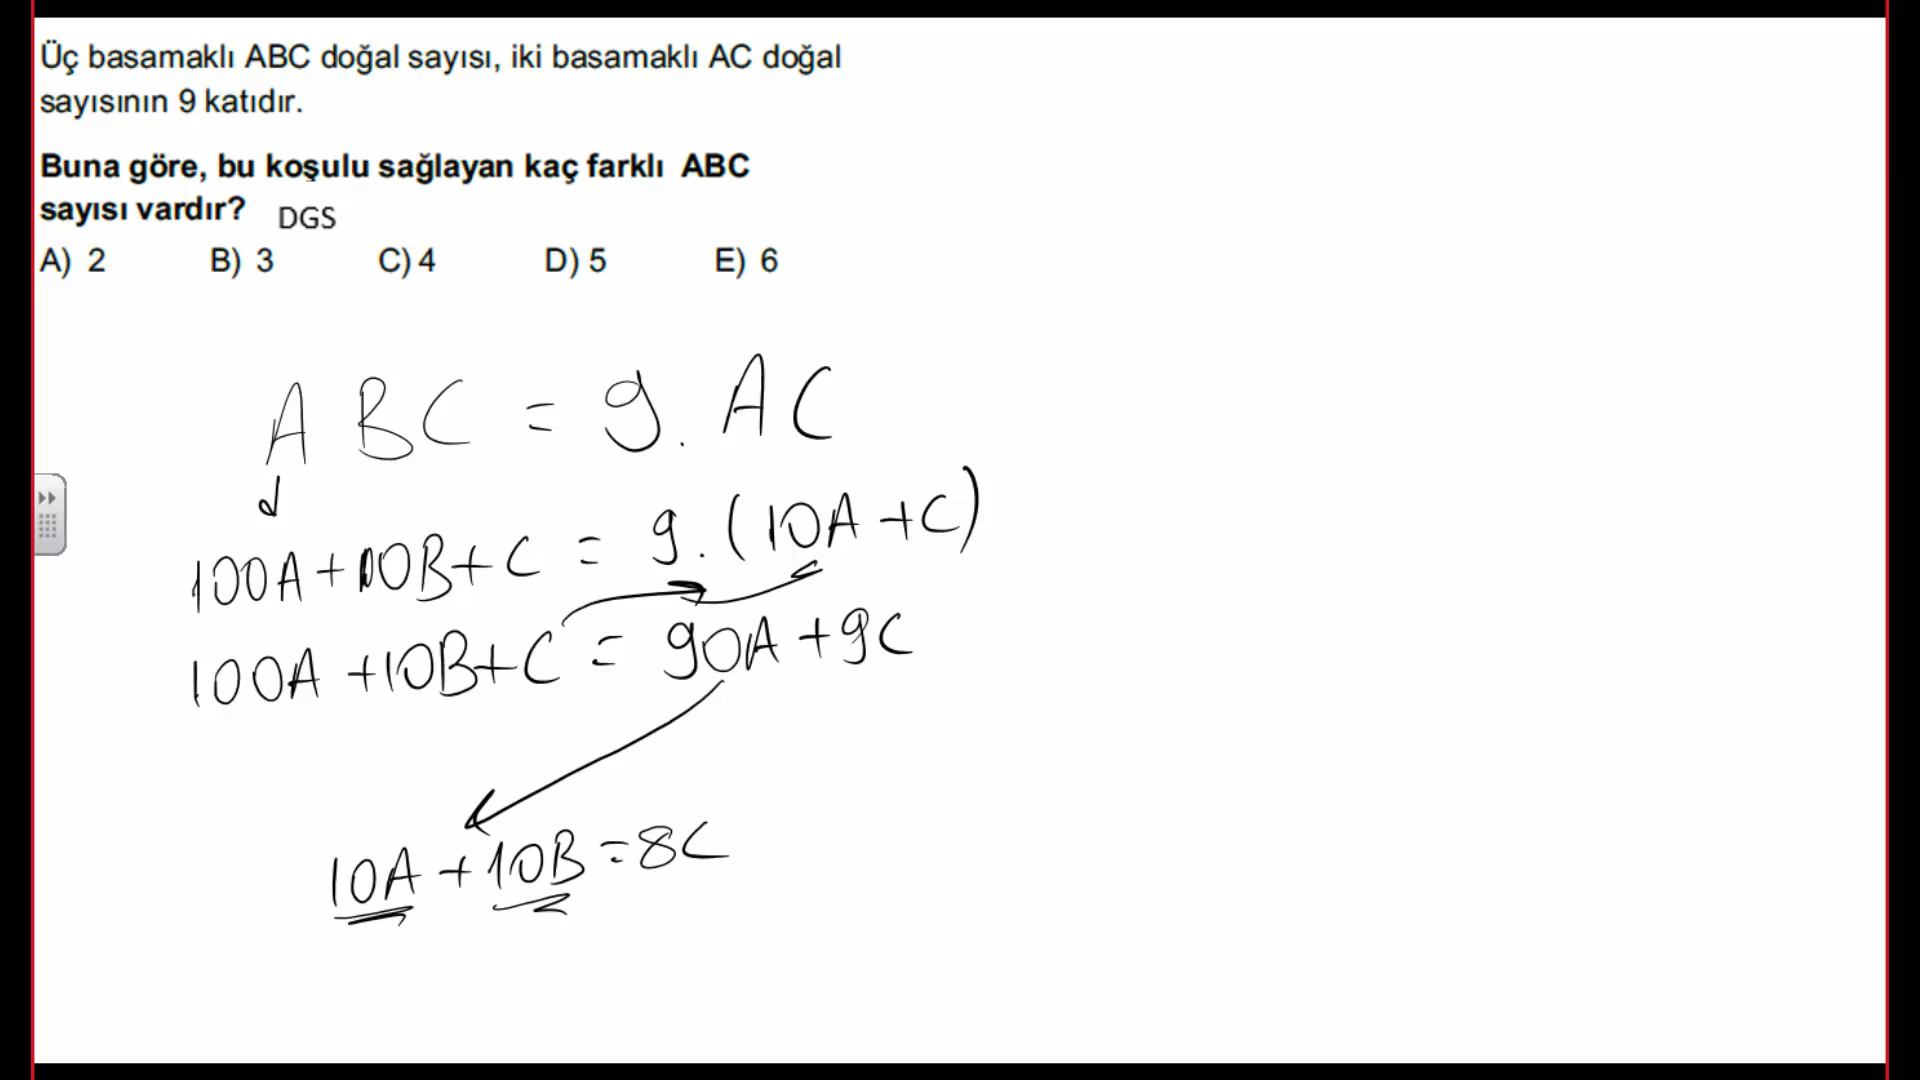 Üç basamaklı ABC doğal sayısı, iki basamaklı AC doğal
sayısının 9 katıdır.
Buna göre, bu koşulu sağlayan kaç farklı ABC
sayısı vardır? DGS
A) 2 B) 3 C) 4 D) 5 E) 6
ABC = 9. AC
100A+10B+C = 9.(10A+C)
100A+10B+C = 90A+9C
10A+10B=8C